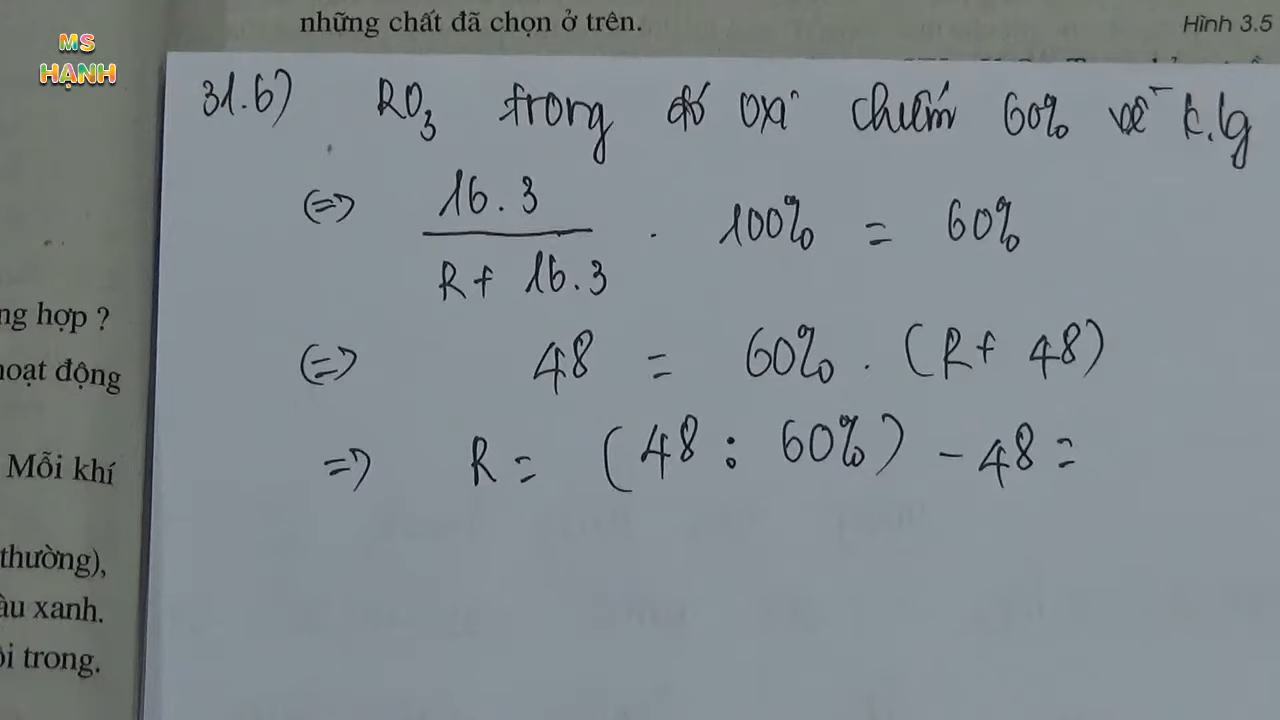 những chất đã chọn ở trên.
Hình 3.5
MS
HẠNH
31.6) RO₃ trong đó oxi chiếm 60% về k.lg
(=> 16.3 / R + 16.3 . 100% = 60%
(=> 48 = 60% . (R + 48)
=> R = (48 : 60%) - 48 =
ng hợp ?
hoạt động
Mỗi khí
thường),
àu xanh.
trong.